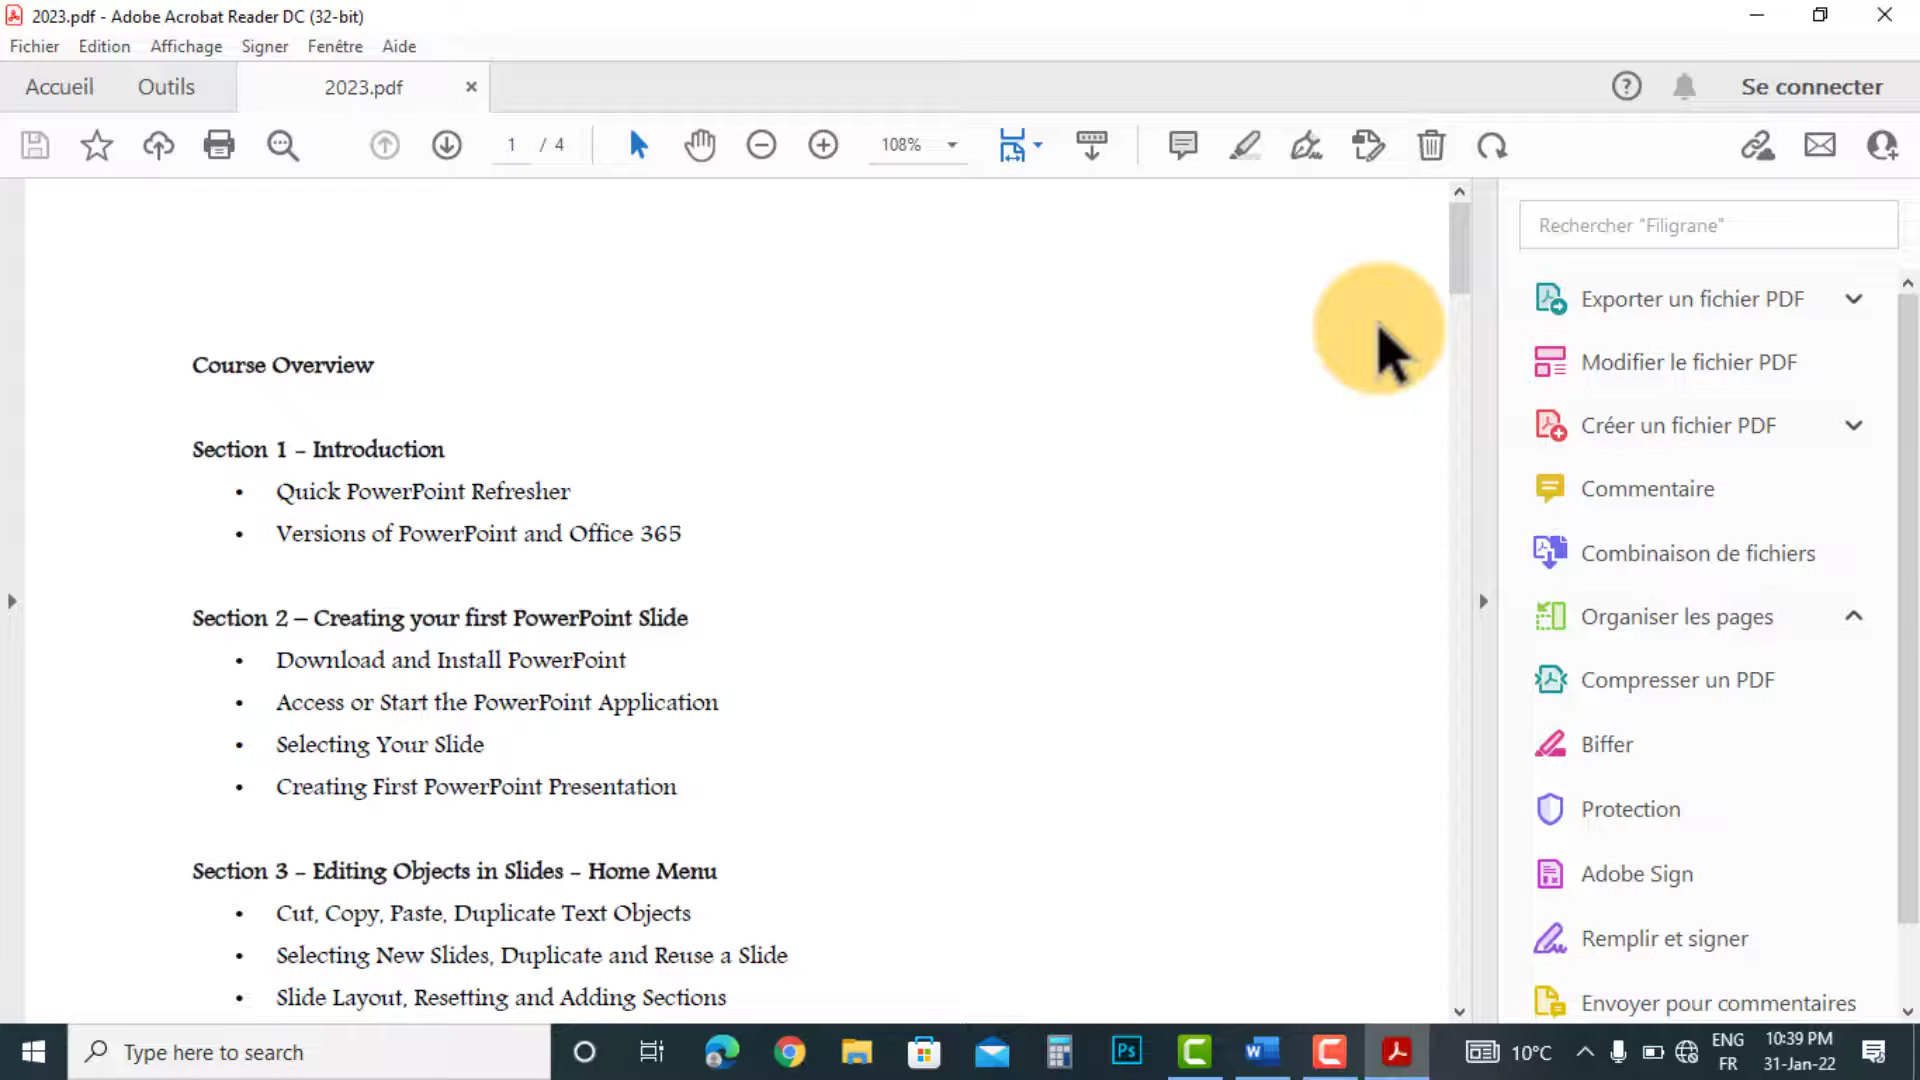 2023.pdf - Adobe Acrobat Reader DC (32-bit)
Fichier Edition Affichage Signer Fenêtre Aide
Accueil Outils 2023.pdf Se connecter
1 / 4 108%
Rechercher "Filigrane"
Exporter un fichier PDF
Modifier le fichier PDF
Créer un fichier PDF
Commentaire
Combinaison de fichiers
Organiser les pages
Compresser un PDF
Biffer
Protection
Adobe Sign
Remplir et signer
Envoyer pour commentaires
Course Overview
Section 1 - Introduction
• Quick PowerPoint Refresher
• Versions of PowerPoint and Office 365
Section 2 – Creating your first PowerPoint Slide
• Download and Install PowerPoint
• Access or Start the PowerPoint Application
• Selecting Your Slide
• Creating First PowerPoint Presentation
Section 3 - Editing Objects in Slides - Home Menu
• Cut, Copy, Paste, Duplicate Text Objects
• Selecting New Slides, Duplicate and Reuse a Slide
• Slide Layout, Resetting and Adding Sections
Type here to search
Ps
10°C
ENG
FR
10:39 PM
31-Jan-22